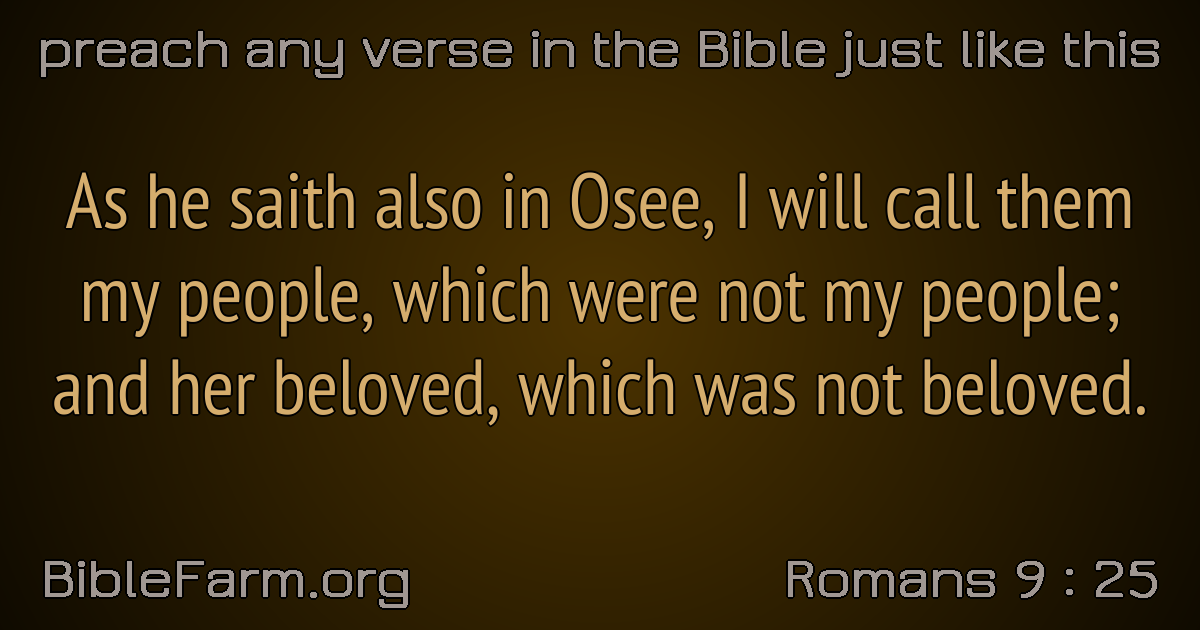 preach any verse in the Bible just like this
As he saith also in Osee, I will call them
my people, which were not my people;
and her beloved, which was not beloved.
BibleFarm.org
Romans 9 : 25